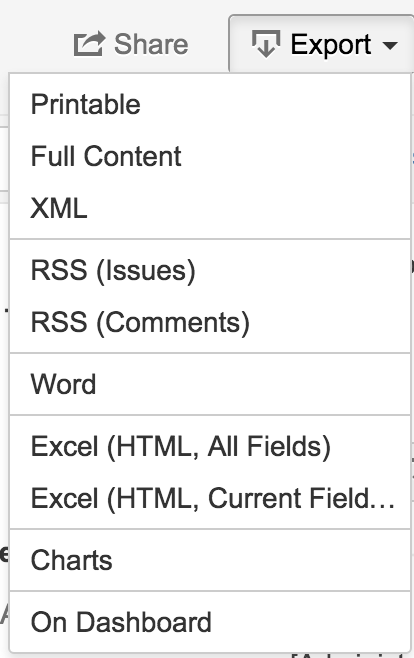 Share
Export
Printable
Full Content
XML
RSS (Issues)
RSS (Comments)
Word
Excel (HTML, All Fields)
Excel (HTML, Current Field…
Charts
On Dashboard